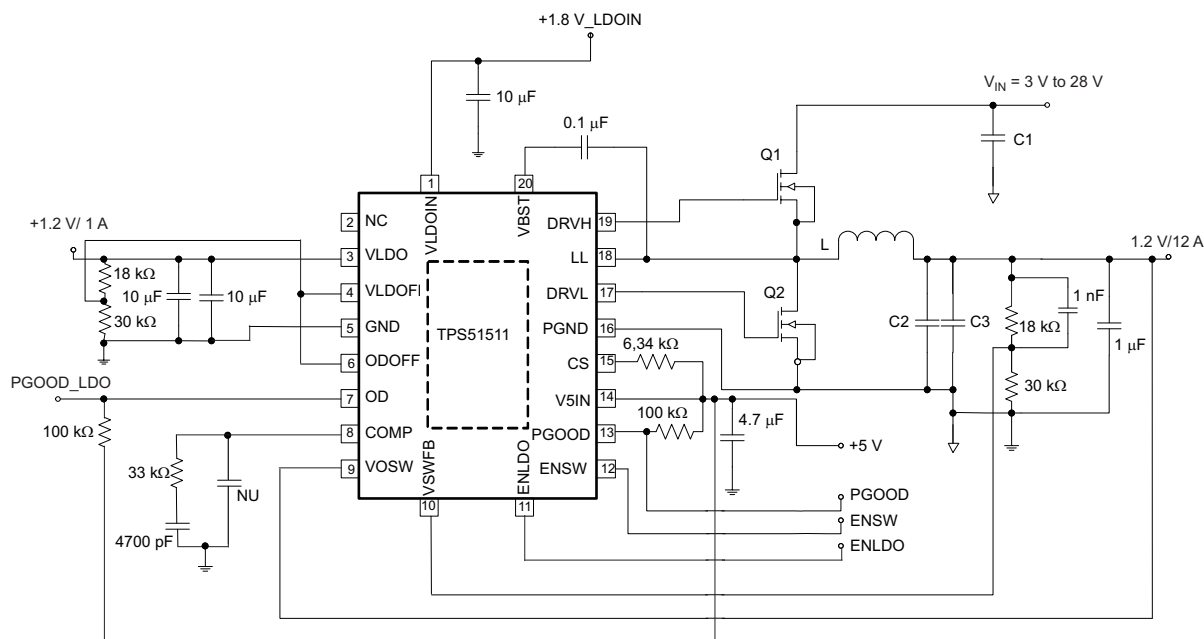 +1.8 V_LDOIN
10 μF
VIN = 3 V to 28 V
C1
0.1 μF
Q1
1
20
VLDOIN
VBST
2
NC
DRVH
19
+1.2 V/ 1 A
3
VLDO
LL
18
L
1.2 V/12 A
18 kΩ
10 μF
10 μF
30 kΩ
4
VLDOFI
DRVL
17
Q2
5
GND
PGND
16
C2
C3
18 kΩ
1 nF
1 μF
TPS51511
6
ODOFF
CS
15
6,34 kΩ
30 kΩ
PGOOD_LDO
7
OD
V5IN
14
100 kΩ
100 kΩ
4.7 μF
+5 V
8
COMP
PGOOD
13
33 kΩ
NU
9
VOSW
ENSW
12
VSWFB
ENLDO
10
11
4700 pF
PGOOD
ENSW
ENLDO